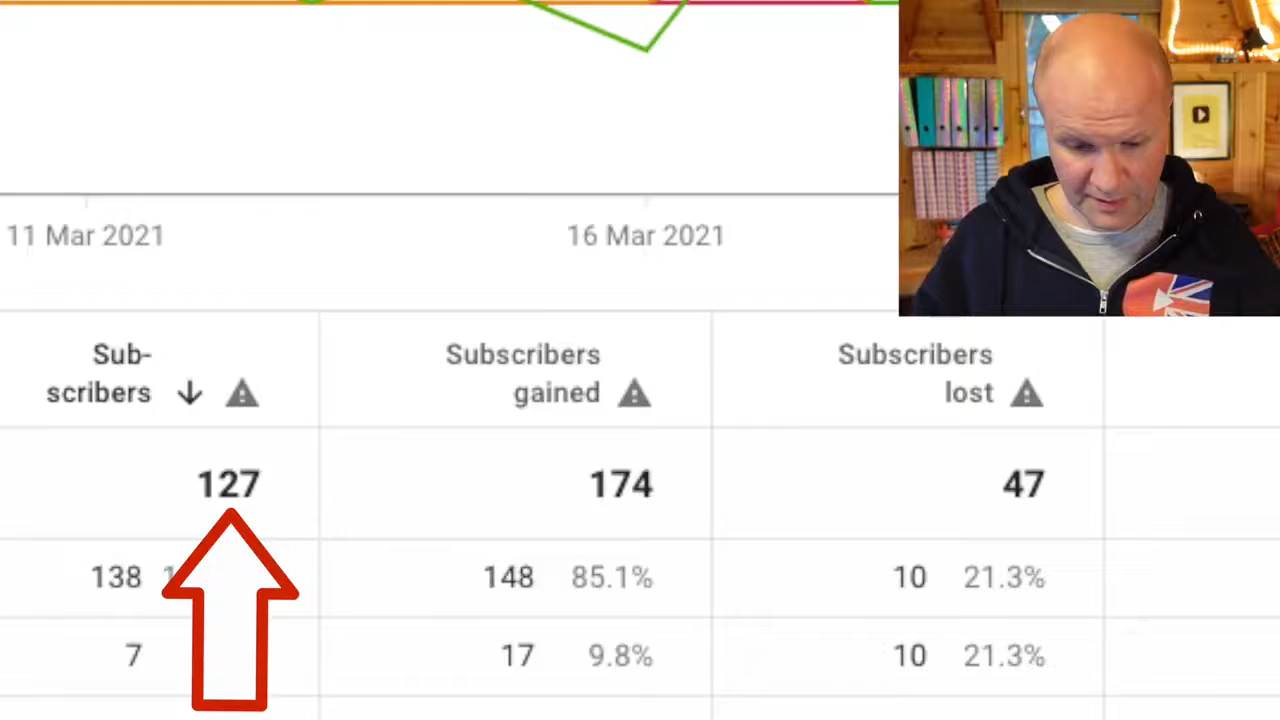 11 Mar 2021 16 Mar 2021
Sub- Subscribers Subscribers
scribers gained lost
127 174 47
138 148 85.1% 10 21.3%
7 17 9.8% 10 21.3%